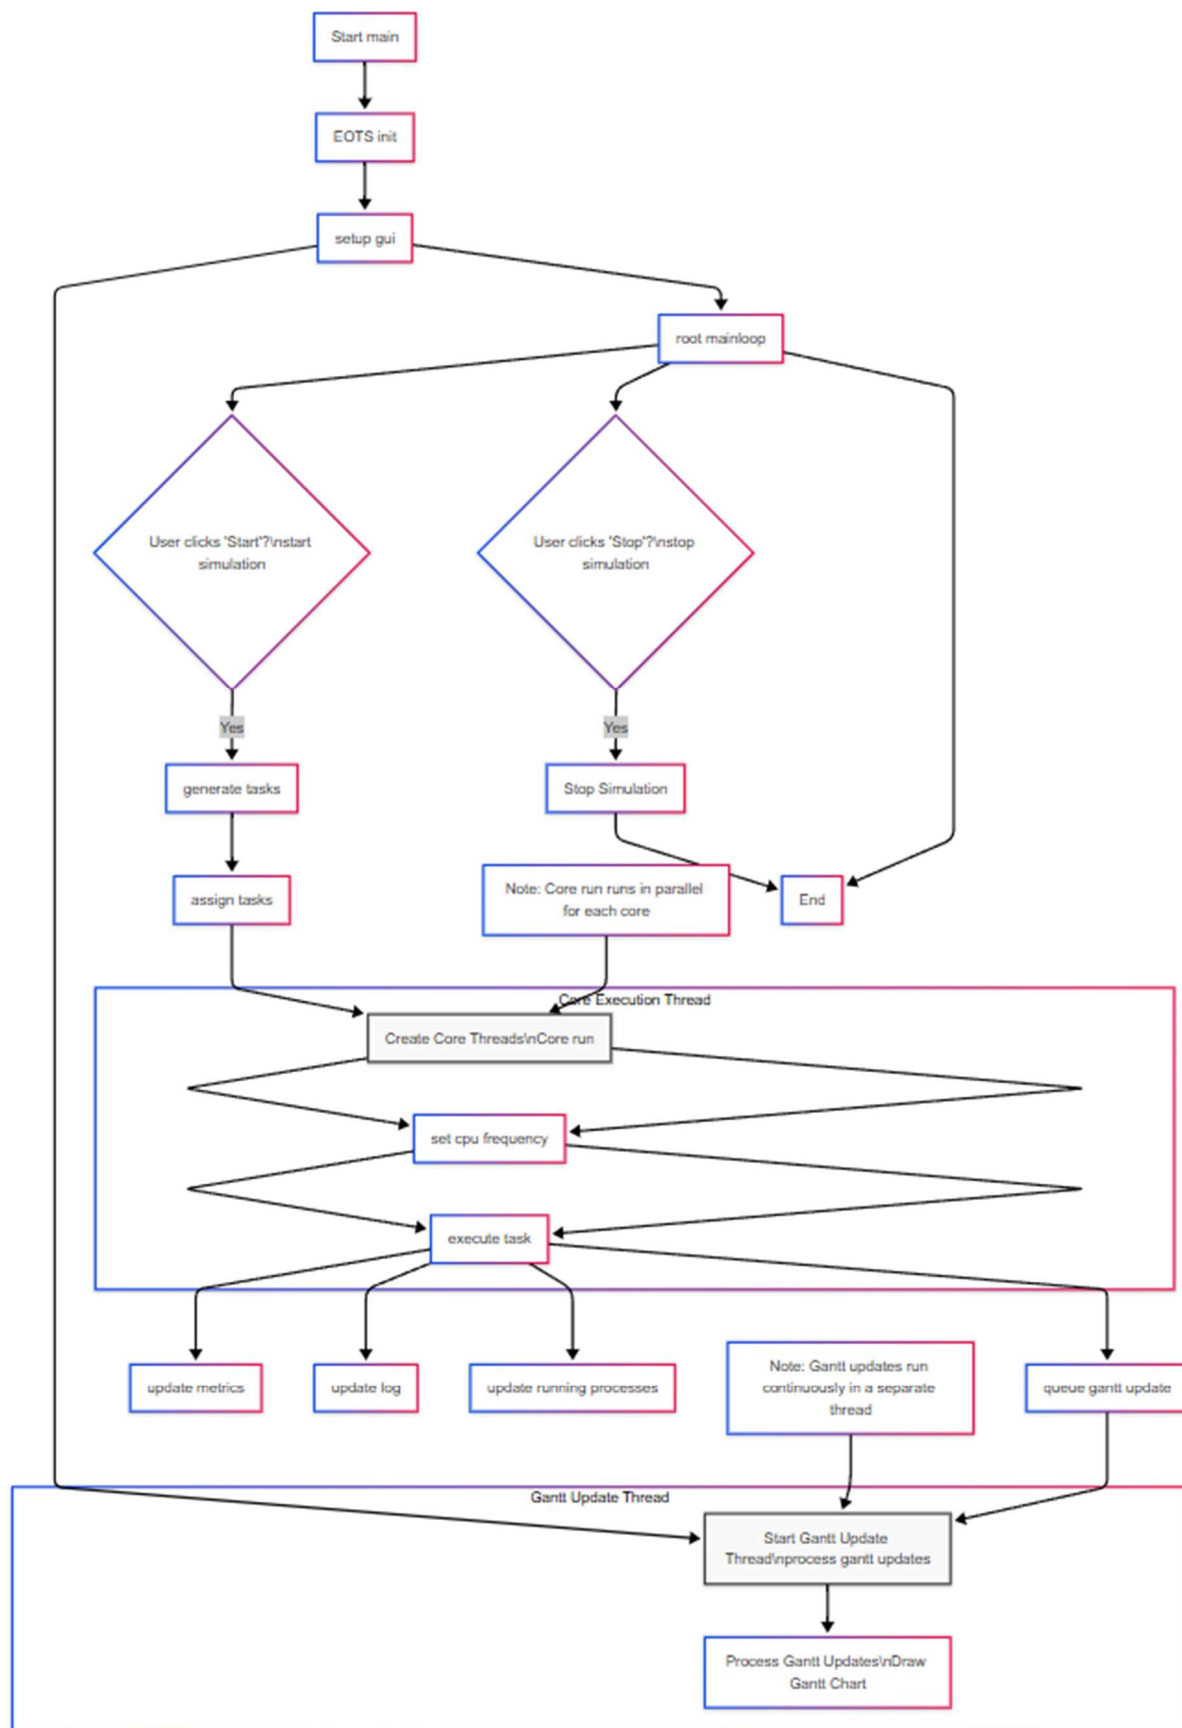 Start main
EOTS init
setup gui
root mainloop
User clicks 'Start'?\nstart
simulation
User clicks 'Stop'?\nstop
simulation
Yes
Yes
generate tasks
Stop Simulation
assign tasks
Note: Core run runs in parallel
for each core
End
Core Execution Thread
Create Core Threads\nCore run
set cpu frequency
execute task
update metrics
update log
update running processes
Note: Gantt updates run
continuously in a separate
thread
queue gantt update
Gantt Update Thread
Start Gantt Update
Thread\nprocess gantt updates
Process Gantt Updates\nDraw
Gantt Chart